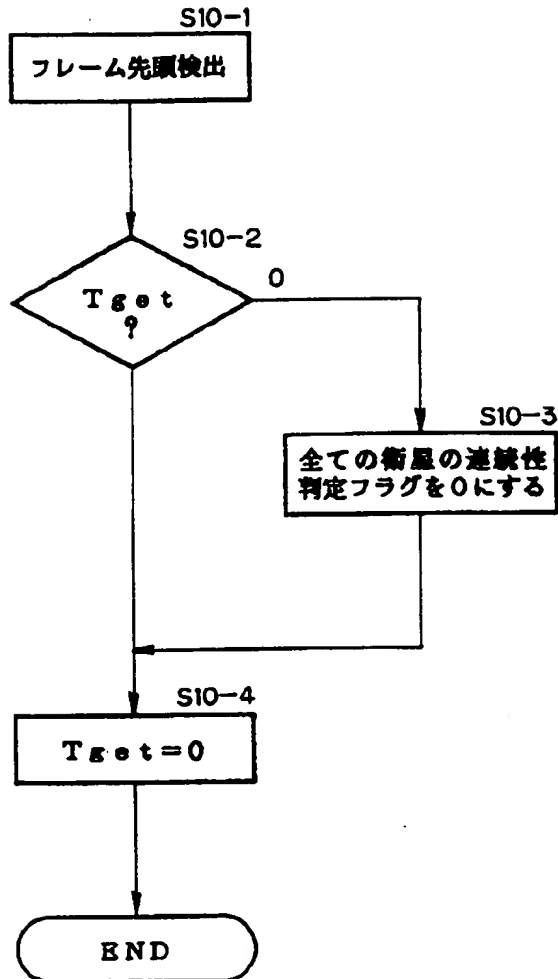 S10-1
フレーム先頭検出
S10-2
Tget
?
0
S10-3
全ての衛星の連続性
判定フラグを0にする
S10-4
Tget=0
END